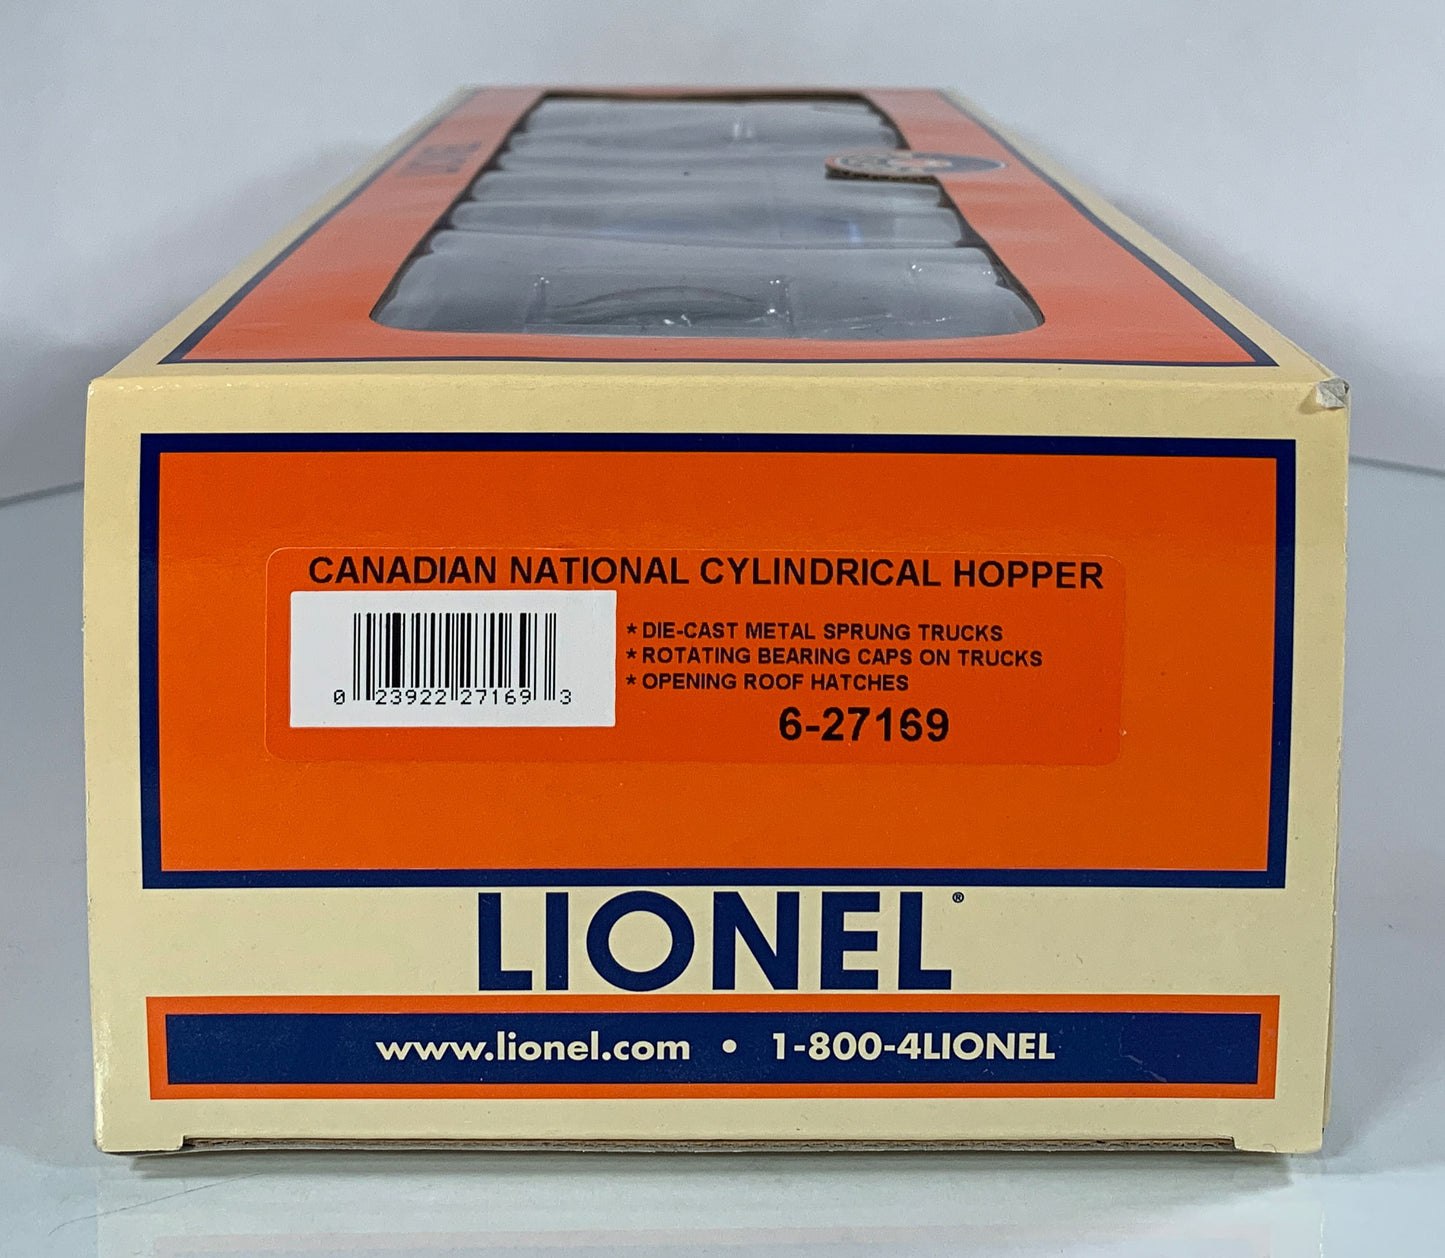 CANADIAN NATIONAL CYLINDRICAL HOPPER
* DIE-CAST METAL SPRUNG TRUCKS
* ROTATING BEARING CAPS ON TRUCKS
* OPENING ROOF HATCHES
0 23922 27169 3
6-27169
LIONEL®
www.lionel.com • 1-800-4LIONEL